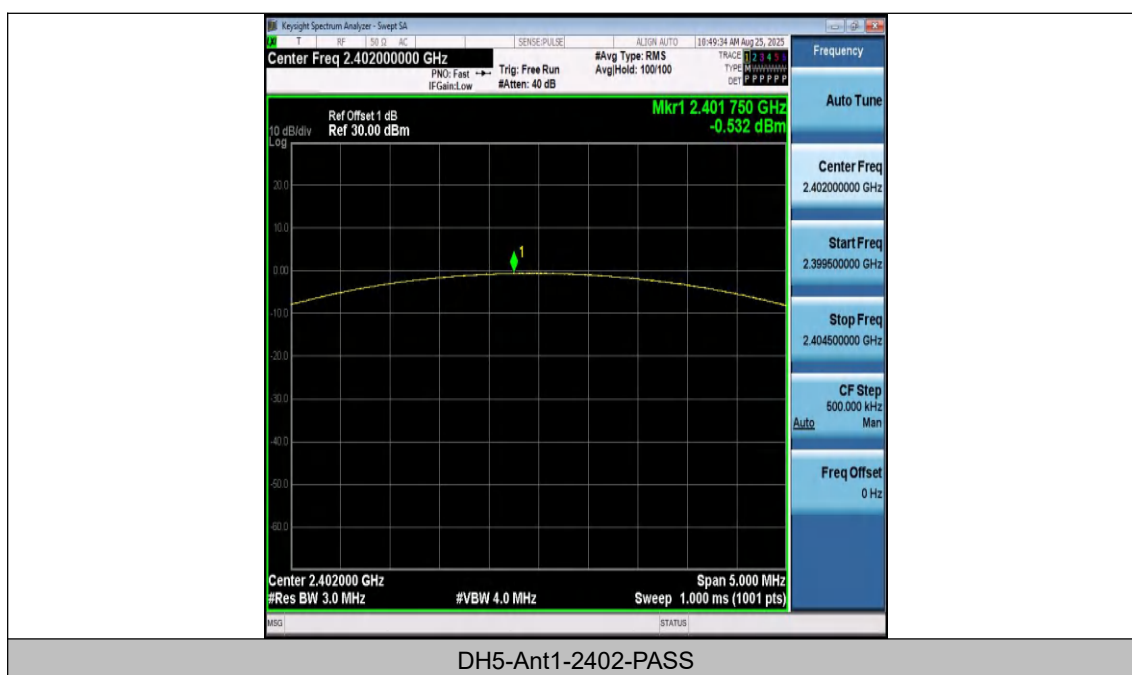 Keysight Spectrum Analyzer - Swept SA
LXI T RF 50 Ω AC SENSE:PULSE ALIGN AUTO 10:49:34 AM Aug 25, 2025
Center Freq 2.402000000 GHz
PNO: Fast
IFGain:Low
Trig: Free Run
#Atten: 40 dB
#Avg Type: RMS
Avg|Hold: 100/100
TRACE 1 2 3 4 5 6
TYPE M WWWWW
DET P P P P P P
Frequency
Mkr1 2.401 750 GHz
-0.532 dBm
Ref Offset 1 dB
10 dB/div Ref 30.00 dBm
Log
20.0
10.0
0.00
-10.0
-20.0
-30.0
-40.0
-50.0
-60.0
1
Center 2.402000 GHz
Span 5.000 MHz
#Res BW 3.0 MHz #VBW 4.0 MHz Sweep 1.000 ms (1001 pts)
Auto Tune
Center Freq
2.402000000 GHz
Start Freq
2.399500000 GHz
Stop Freq
2.404500000 GHz
CF Step
500.000 kHz
Auto Man
Freq Offset
0 Hz
MSG STATUS
DH5-Ant1-2402-PASS